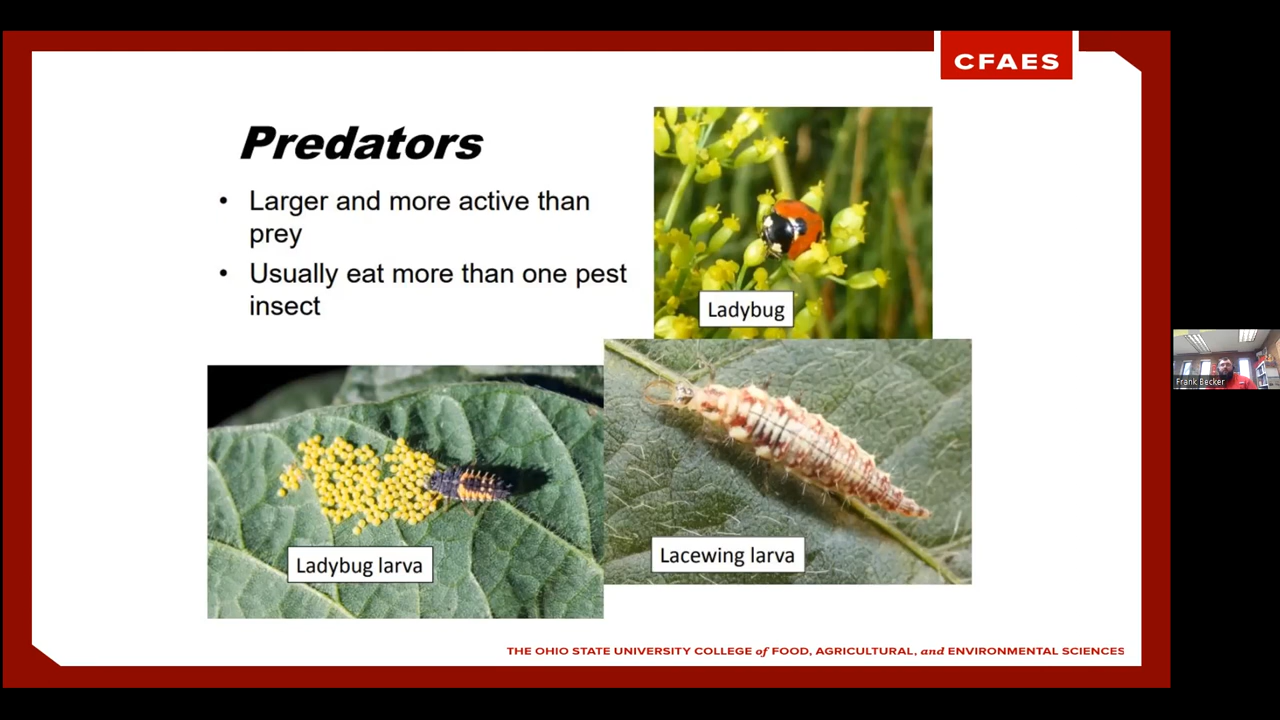 CFAES
Predators
• Larger and more active than
prey
• Usually eat more than one pest
insect
Ladybug
Ladybug larva
Lacewing larva
Frank Becker
THE OHIO STATE UNIVERSITY COLLEGE of FOOD, AGRICULTURAL, and ENVIRONMENTAL SCIENCES